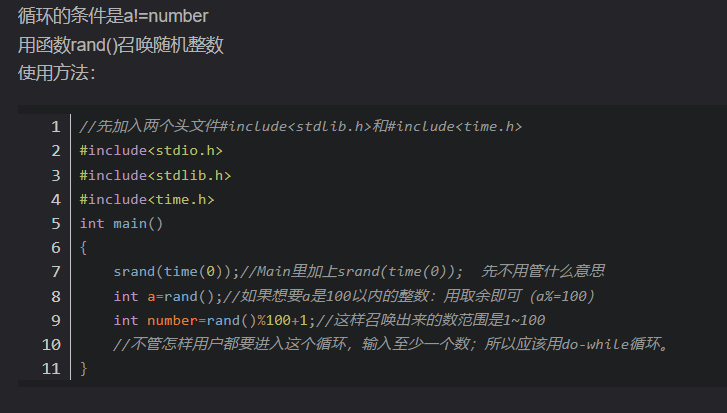 循环的条件是a!=number
用函数rand()召唤随机整数
使用方法：
1 //先加入两个头文件#include<stdlib.h>和#include<time.h>
2 #include<stdio.h>
3 #include<stdlib.h>
4 #include<time.h>
5 int main()
6 {
7 srand(time(0));//Main里加上srand(time(0)); 先不用管什么意思
8 int a=rand();//如果想要a是100以内的整数：用取余即可（a%=100）
9 int number=rand()%100+1;//这样召唤出来的数范围是1~100
10 //不管怎样用户都要进入这个循环，输入至少一个数；所以应该用do-while循环。
11 }